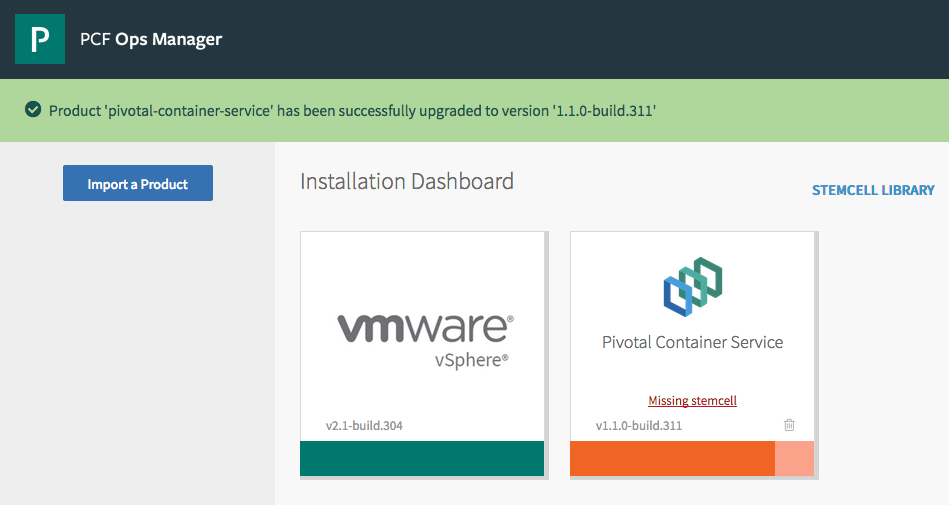 P
PCF Ops Manager
Product 'pivotal-container-service' has been successfully upgraded to version '1.1.0-build.311'
Import a Product
Installation Dashboard
STEMCELL LIBRARY
vmware®
vSphere®
v2.1-build.304
Pivotal Container Service
Missing stemcell
v1.1.0-build.311